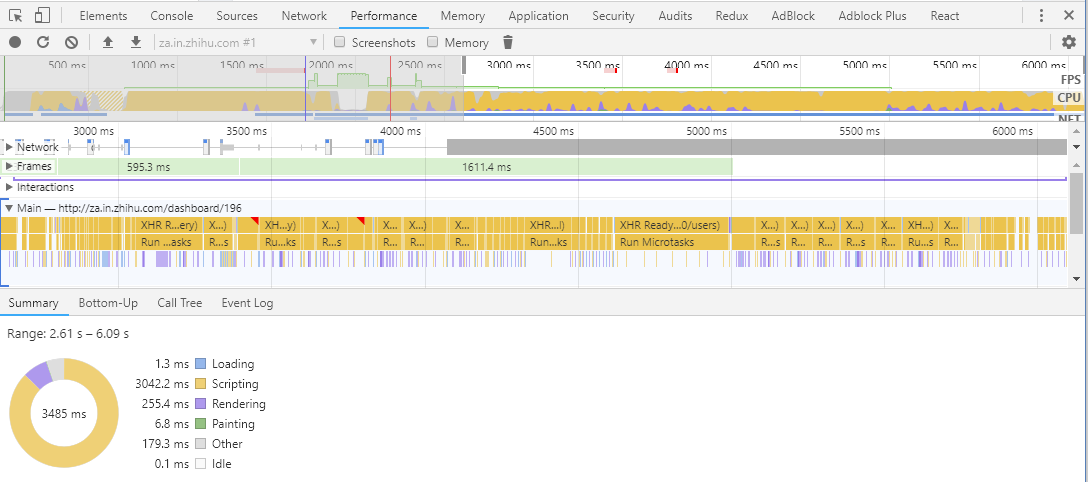 Elements Console Sources Network Performance Memory Application Security Audits Redux AdBlock Adblock Plus React
za.in.zhihu.com #1 Screenshots Memory
500 ms 1000 ms 1500 ms 2000 ms 2500 ms 3000 ms 3500 ms 4000 ms 4500 ms 5000 ms 5500 ms 6000 ms
FPS
CPU
NET
3000 ms 3500 ms 4000 ms 4500 ms 5000 ms 5500 ms 6000 ms
Network
Frames 595.3 ms 1611.4 ms
Interactions
Main — http://za.in.zhihu.com/dashboard/196
XHR R...ery) X...) XH...y) X...) X...) X...) X... XHR...l) XHR Ready...0/users) X...) X...) X...) X...) X...) XH...) X...)
Run ...asks R...s Ru...ks R...s R...s R...s R... Run...ks Run Microtasks R...s R...s R...s R...s R...s Ru...s R...s
Summary Bottom-Up Call Tree Event Log
Range: 2.61 s – 6.09 s
3485 ms
1.3 ms Loading
3042.2 ms Scripting
255.4 ms Rendering
6.8 ms Painting
179.3 ms Other
0.1 ms Idle